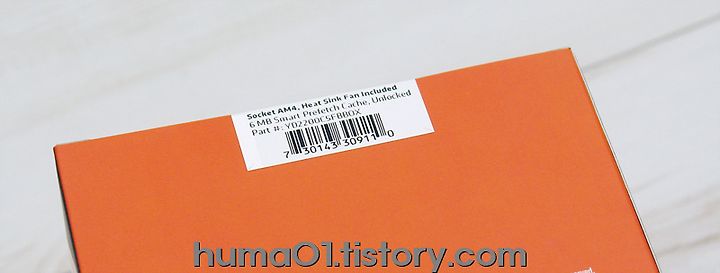 Socket AM4, Heat Sink Fan Included
6 MB Smart Prefetch Cache, Unlocked
Part #: YD2200C5FBBOX
7 30143 30911 0
huma01.tistory.com